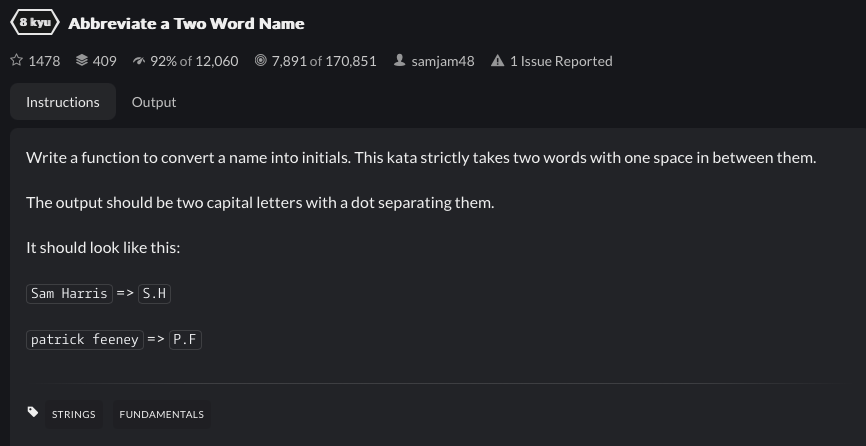 8 kyu Abbreviate a Two Word Name
1478 409 92% of 12,060 7,891 of 170,851 samjam48 1 Issue Reported
Instructions Output
Write a function to convert a name into initials. This kata strictly takes two words with one space in between them.
The output should be two capital letters with a dot separating them.
It should look like this:
Sam Harris => S.H
patrick feeney => P.F
STRINGS FUNDAMENTALS